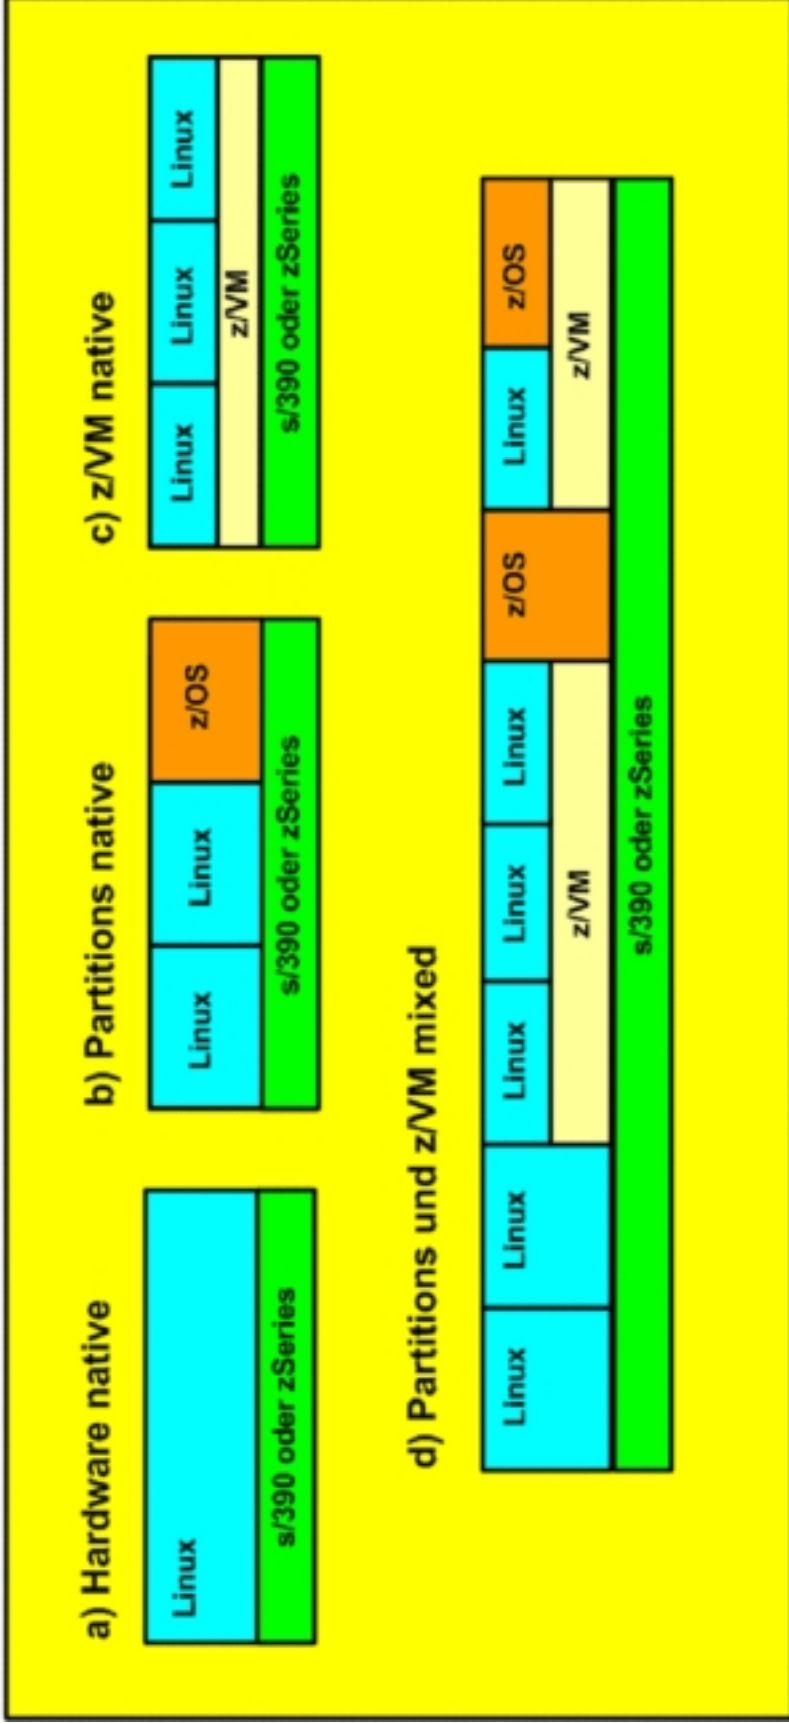 a) Hardware native
Linux
s/390 oder zSeries
b) Partitions native
Linux
Linux
z/OS
s/390 oder zSeries
c) z/VM native
Linux
Linux
Linux
z/VM
s/390 oder zSeries
d) Partitions und z/VM mixed
Linux
Linux
Linux
Linux
Linux
z/OS
Linux
z/OS
z/VM
z/VM
s/390 oder zSeries